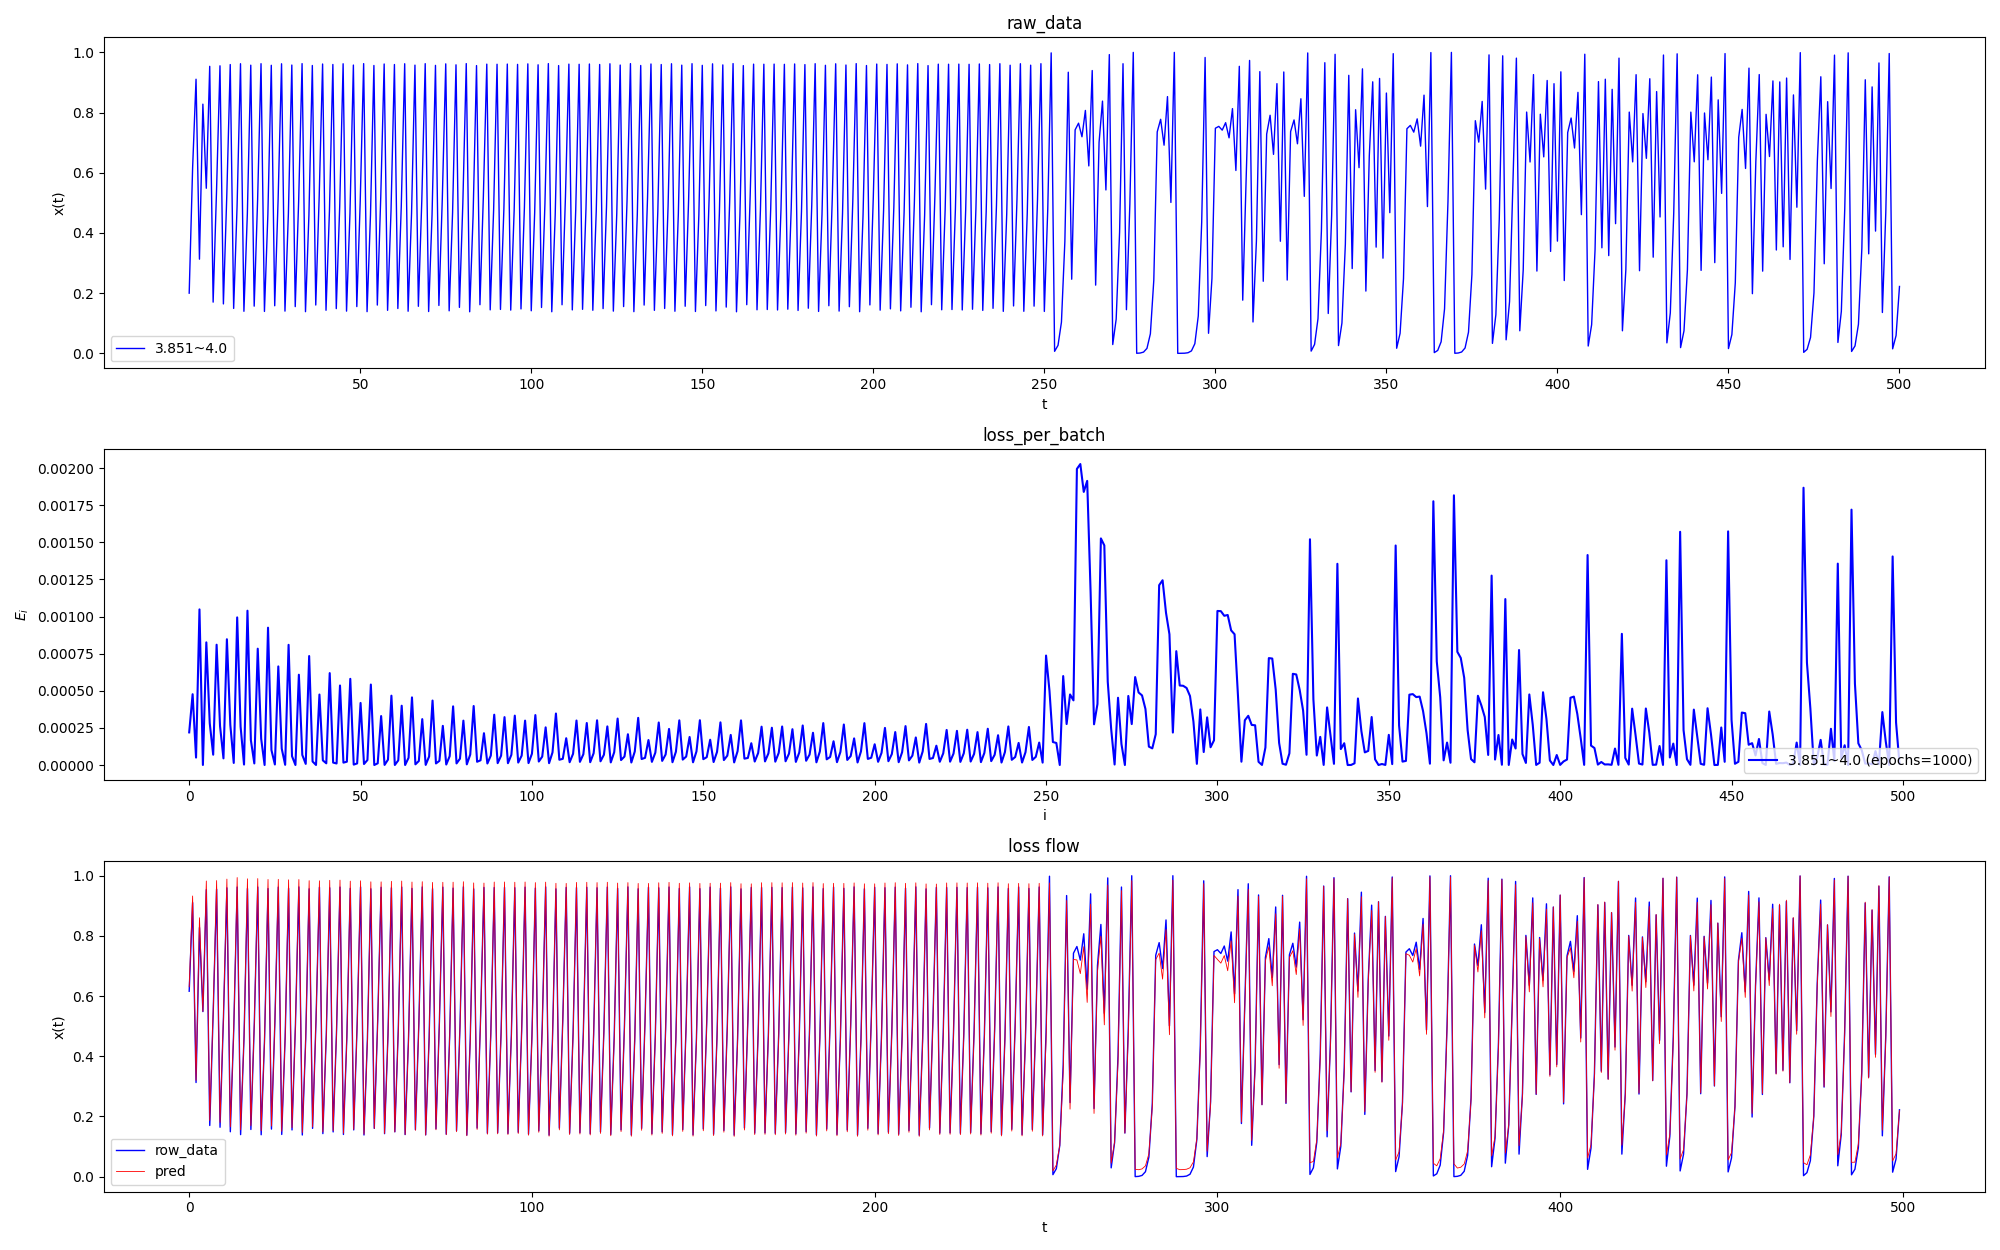 raw_data
1.0
0.8
0.6
0.4
0.2
0.0
x(t)
3.851~4.0
50 100 150 200 250 300 350 400 450 500
t
loss_per_batch
0.00200
0.00175
0.00150
0.00125
0.00100
0.00075
0.00050
0.00025
0.00000
E_i
3.851~4.0 (epochs=1000)
0 50 100 150 200 250 300 350 400 450 500
i
loss flow
1.0
0.8
0.6
0.4
0.2
0.0
x(t)
row_data
pred
0 100 200 300 400 500
t